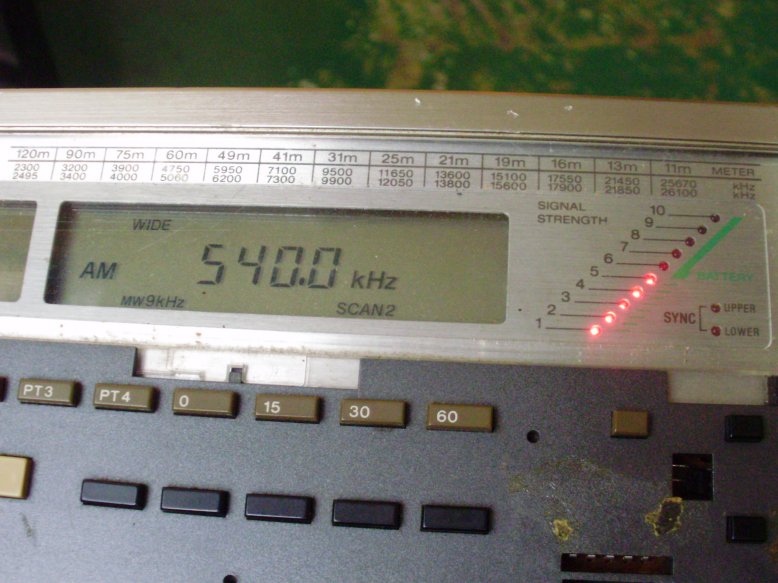 120m 90m 75m 60m 49m 41m 31m 25m 21m 19m 16m 13m 11m METER
2300 3200 3900 4750 5950 7100 9500 11650 13600 15100 17550 21450 25670 kHz
2495 3400 4000 5060 6200 7300 9900 12050 13800 15600 17900 21850 26100 kHz
WIDE
AM 540.0 kHz
MW9kHz SCAN2
SIGNAL
STRENGTH
10
9
8
7
6
5
4
3
2
1
BATTERY
SYNC
UPPER
LOWER
PT3 PT4 0 15 30 60